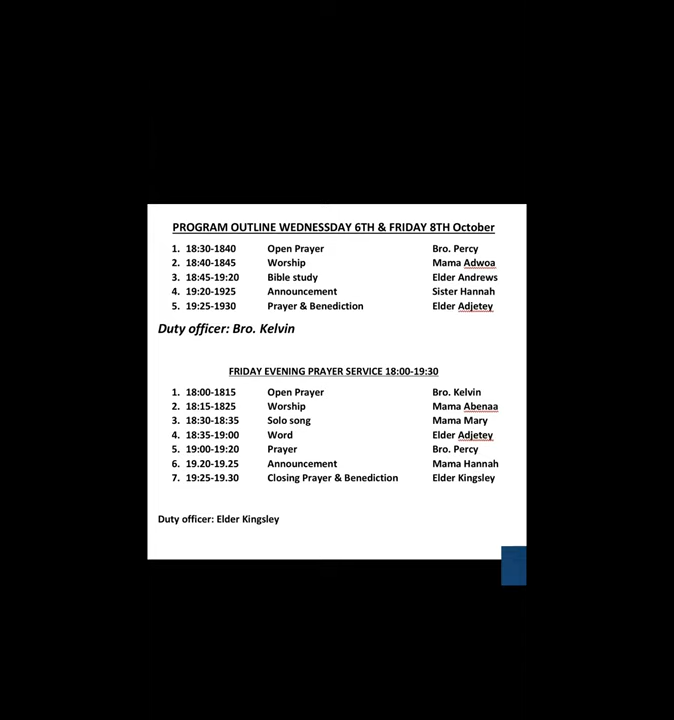 PROGRAM OUTLINE WEDNESSDAY 6TH & FRIDAY 8TH October
1. 18:30-1840 Open Prayer Bro. Percy
2. 18:40-1845 Worship Mama Adwoa
3. 18:45-19:20 Bible study Elder Andrews
4. 19:20-1925 Announcement Sister Hannah
5. 19:25-1930 Prayer & Benediction Elder Adjetey
Duty officer: Bro. Kelvin
FRIDAY EVENING PRAYER SERVICE 18:00-19:30
1. 18:00-1815 Open Prayer Bro. Kelvin
2. 18:15-1825 Worship Mama Abenaa
3. 18:30-18:35 Solo song Mama Mary
4. 18:35-19:00 Word Elder Adjetey
5. 19:00-19:20 Prayer Bro. Percy
6. 19.20-19.25 Announcement Mama Hannah
7. 19:25-19.30 Closing Prayer & Benediction Elder Kingsley
Duty officer: Elder Kingsley